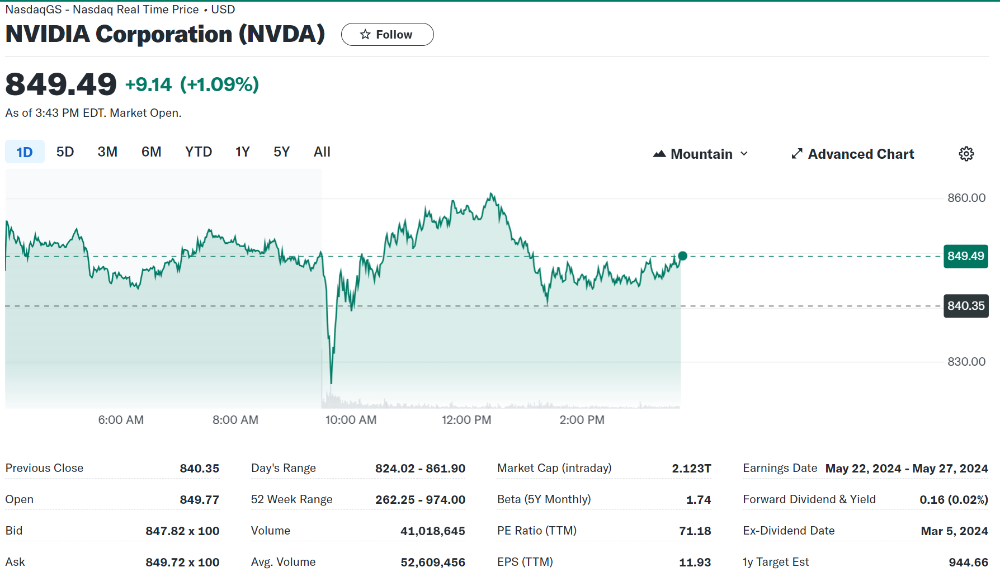 NasdaqGS - Nasdaq Real Time Price • USD
NVIDIA Corporation (NVDA)
Follow
849.49 +9.14 (+1.09%)
As of 3:43 PM EDT. Market Open.
1D 5D 3M 6M YTD 1Y 5Y All
Mountain
Advanced Chart
860.00
849.49
840.35
830.00
6:00 AM 8:00 AM 10:00 AM 12:00 PM 2:00 PM
Previous Close 840.35
Day's Range 824.02 - 861.90
Market Cap (intraday) 2.123T
Earnings Date May 22, 2024 - May 27, 2024
Open 849.77
52 Week Range 262.25 - 974.00
Beta (5Y Monthly) 1.74
Forward Dividend & Yield 0.16 (0.02%)
Bid 847.82 x 100
Volume 41,018,645
PE Ratio (TTM) 71.18
Ex-Dividend Date Mar 5, 2024
Ask 849.72 x 100
Avg. Volume 52,609,456
EPS (TTM) 11.93
1y Target Est 944.66